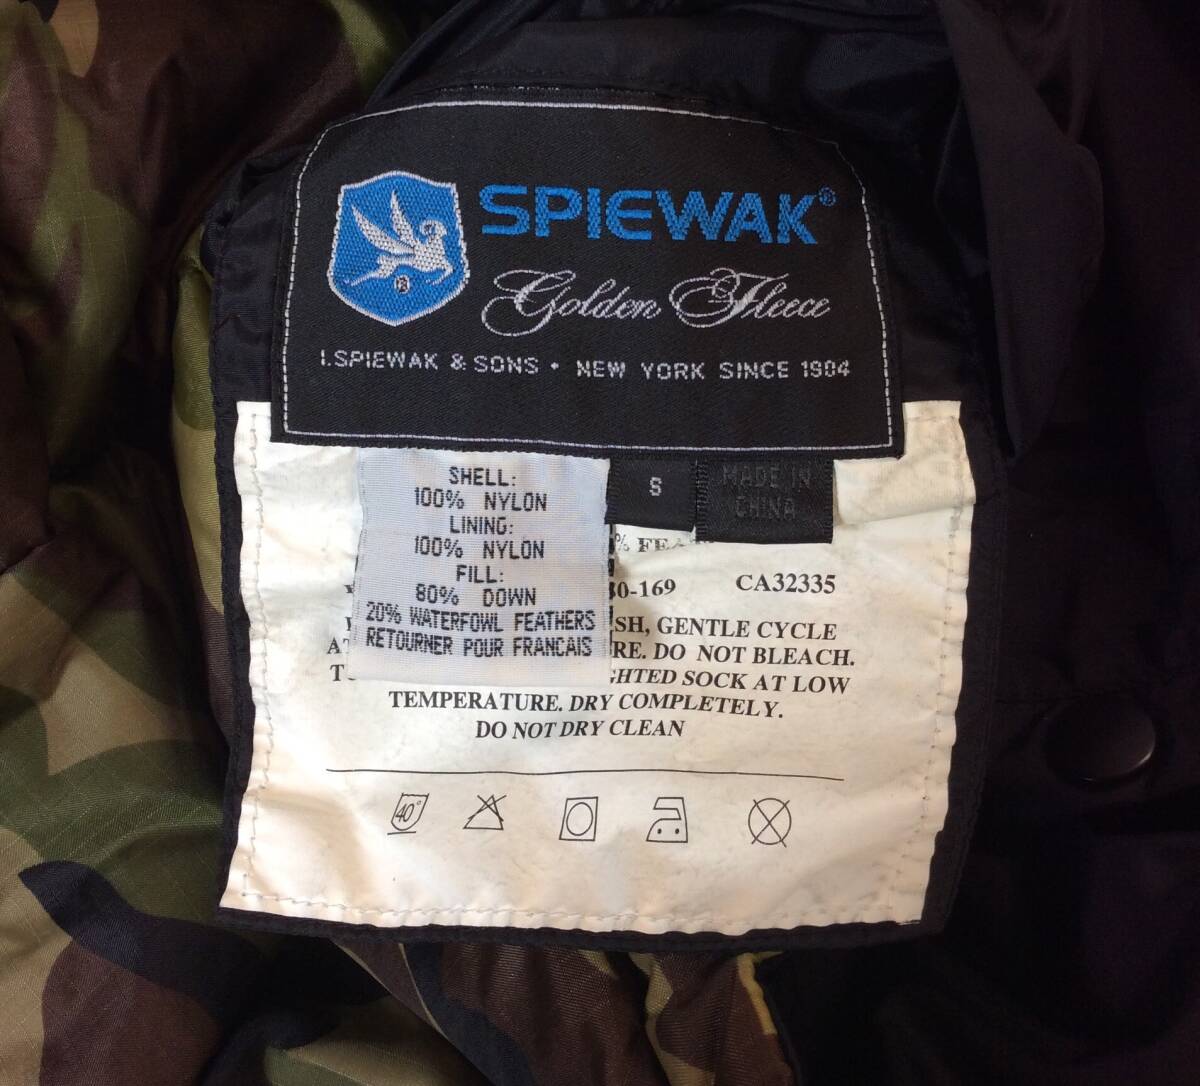 SPIEWAK®
Golden Fleece
I.SPIEWAK & SONS • NEW YORK SINCE 1904
SHELL:
100% NYLON
LINING:
100% NYLON
FILL:
80% DOWN
20% WATERFOWL FEATHERS
RETOURNER POUR FRANCAIS
S
MADE IN
CHINA
0-169 CA32335
SH, GENTLE CYCLE
RE. DO NOT BLEACH.
GHTED SOCK AT LOW
TEMPERATURE. DRY COMPLETELY.
DO NOT DRY CLEAN
40°